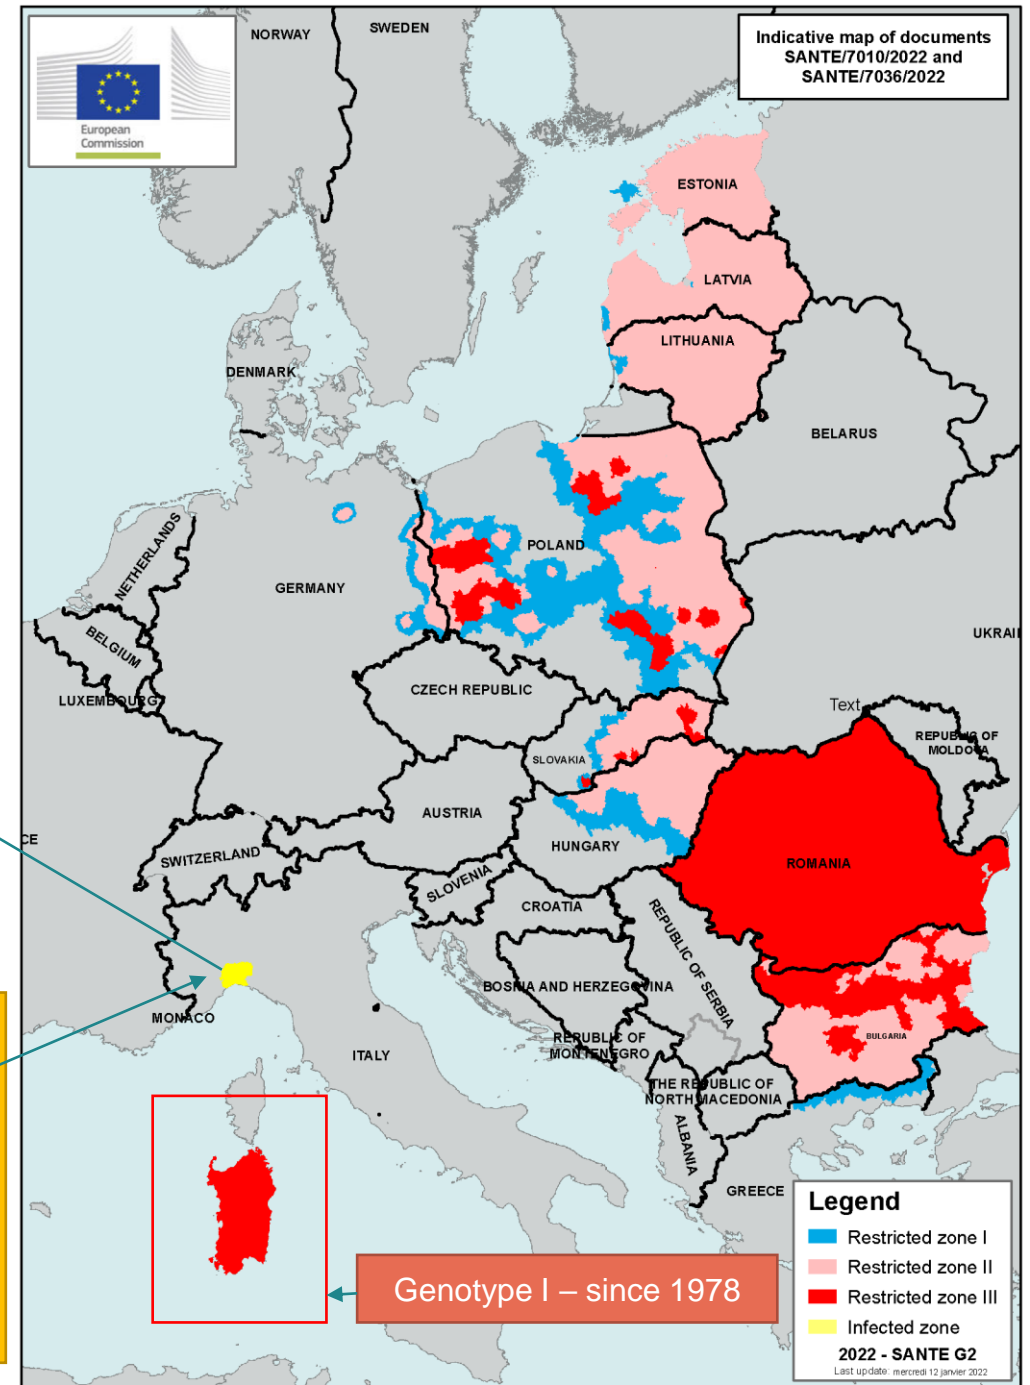 NORWAY
SWEDEN
Indicative map of documents
SANTE/7010/2022 and
SANTE/7036/2022
European
Commission
ESTONIA
LATVIA
LITHUANIA
DENMARK
BELARUS
NETHERLANDS
POLAND
GERMANY
BELGIUM
UKRAI
LUXEMBOURG
CZECH REPUBLIC
Text
REPUBLIC OF
MOLDOVA
SLOVAKIA
AUSTRIA
CE
SWITZERLAND
HUNGARY
ROMANIA
SLOVENIA
CROATIA
REPUBLIC OF SERBIA
BOSNIA AND HERZEGOVINA
MONACO
BULGARIA
ITALY
REPUBLIC OF
MONTENEGRO
THE REPUBLIC OF
NORTH MACEDONIA
ALBANIA
GREECE
Genotype I – since 1978
Legend
Restricted zone I
Restricted zone II
Restricted zone III
Infected zone
2022 - SANTE G2
Last update: mercredi 12 janvier 2022